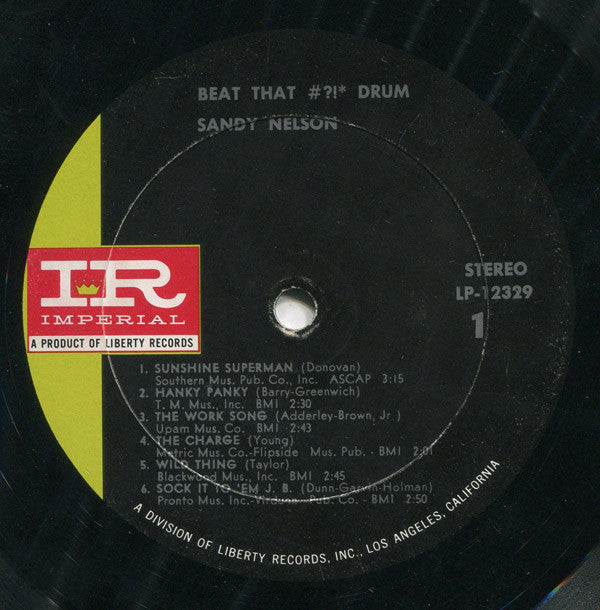 BEAT THAT #?!* DRUM
SANDY NELSON
IR
IMPERIAL
A PRODUCT OF LIBERTY RECORDS
STEREO
LP-12329
1
1. SUNSHINE SUPERMAN (Donovan)
Southern Mus. Pub. Co., Inc. ASCAP 3:15
2. HANKY PANKY (Barry-Greenwich)
T. M. Mus., Inc. BMI 2:30
3. THE WORK SONG (Adderley-Brown, Jr.)
Upam Mus. Co. BMI 2:43
4. THE CHARGE (Young)
Metric Mus. Co.-Flipside Mus. Pub. - BMI 2:01
5. WILD THING (Taylor)
Blackwood Mus., Inc. BMI 2:45
6. SOCK IT TO 'EM J. B. (Dunn-Garvin-Holman)
Pronto Mus. Inc.-Virdunn Pub. Co. - BMI 2:50
A DIVISION OF LIBERTY RECORDS, INC., LOS ANGELES, CALIFORNIA